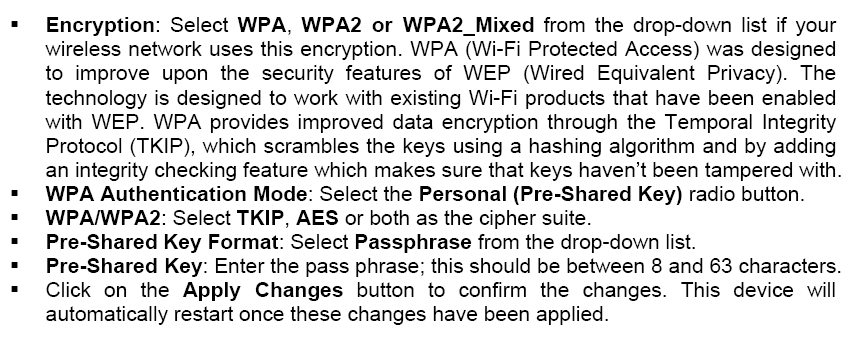 ▪ Encryption: Select WPA, WPA2 or WPA2_Mixed from the drop-down list if your
wireless network uses this encryption. WPA (Wi-Fi Protected Access) was designed
to improve upon the security features of WEP (Wired Equivalent Privacy). The
technology is designed to work with existing Wi-Fi products that have been enabled
with WEP. WPA provides improved data encryption through the Temporal Integrity
Protocol (TKIP), which scrambles the keys using a hashing algorithm and by adding
an integrity checking feature which makes sure that keys haven’t been tampered with.
▪ WPA Authentication Mode: Select the Personal (Pre-Shared Key) radio button.
▪ WPA/WPA2: Select TKIP, AES or both as the cipher suite.
▪ Pre-Shared Key Format: Select Passphrase from the drop-down list.
▪ Pre-Shared Key: Enter the pass phrase; this should be between 8 and 63 characters.
▪ Click on the Apply Changes button to confirm the changes. This device will
automatically restart once these changes have been applied.